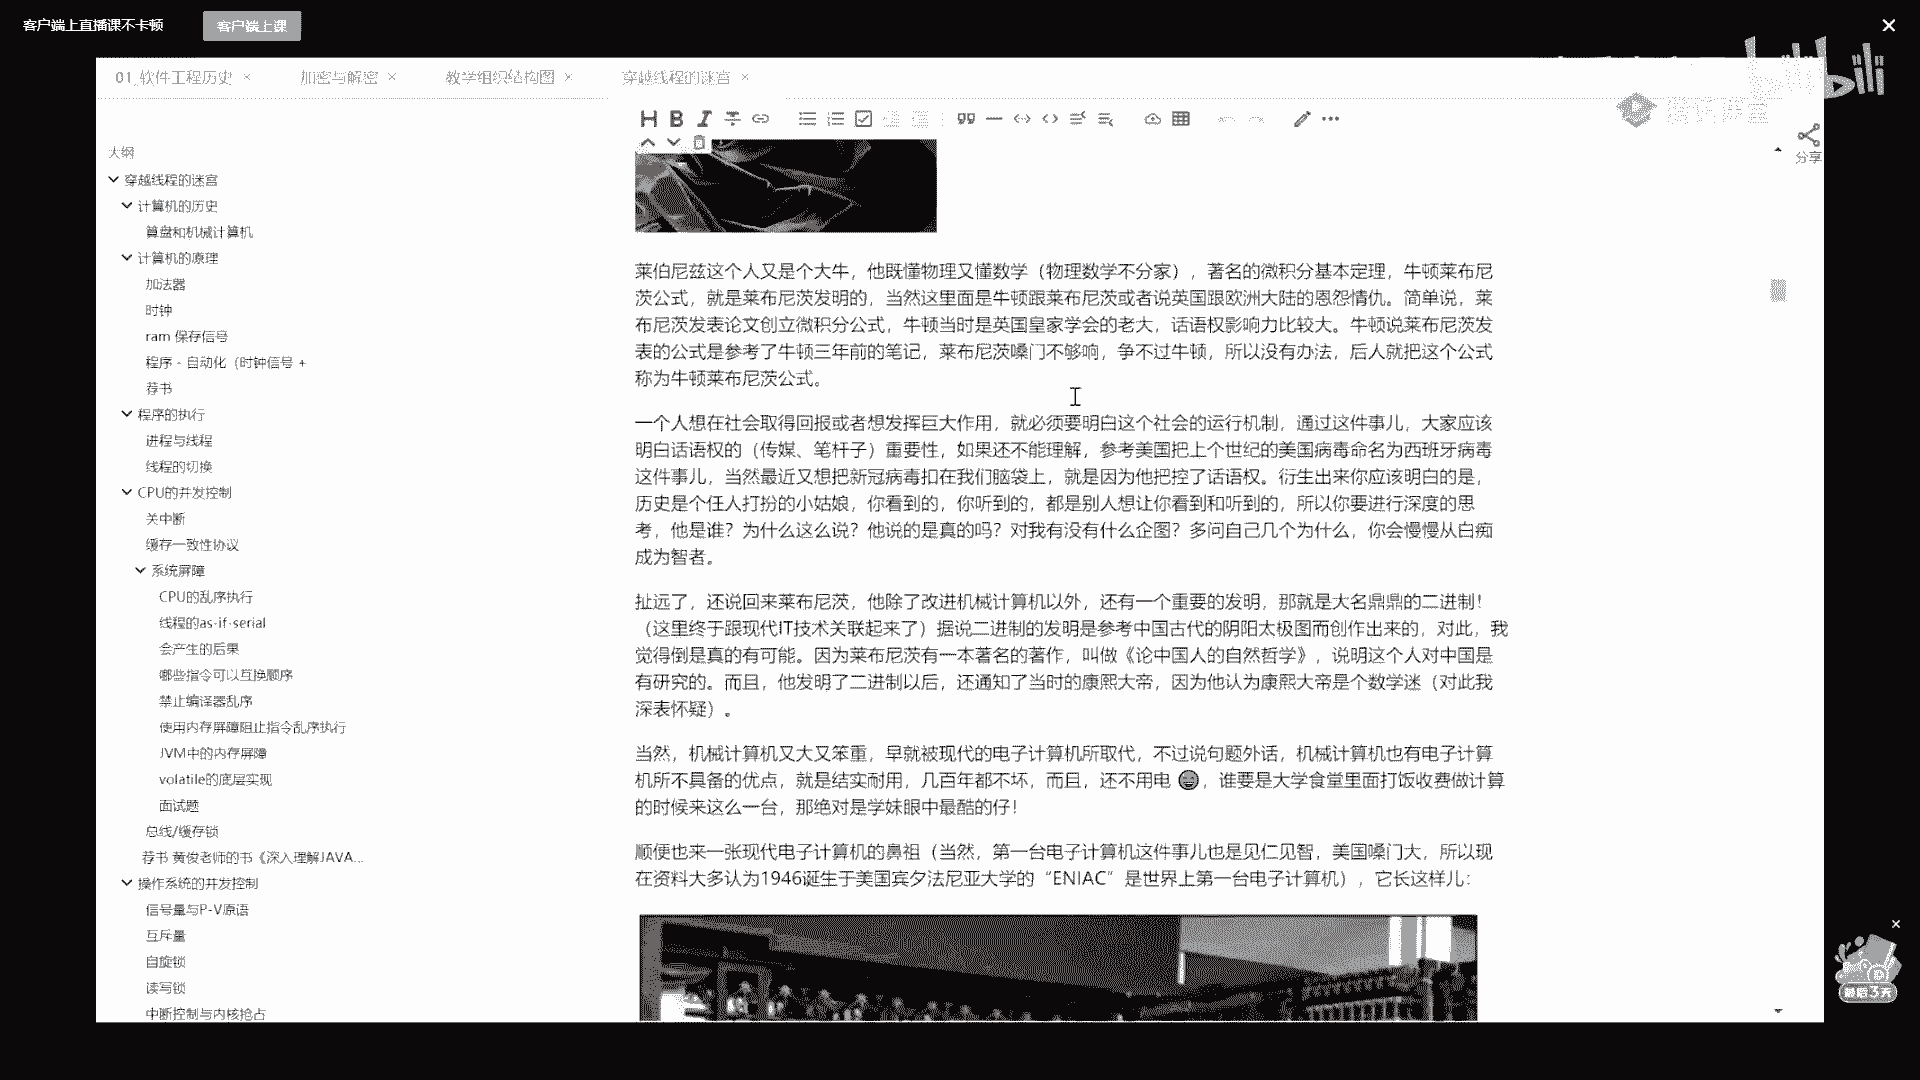 客户端上直播课不卡顿
客户端上课
bilibili
01_软件工程历史
加密与解密
教学组织结构图
穿越线程的迷宫
分享
大纲
穿越线程的迷宫
计算机的历史
算盘和机械计算机
计算机的原理
加法器
时钟
ram 保存信号
程序 - 自动化（时钟信号 +
荐书
程序的执行
进程与线程
线程的切换
CPU的并发控制
关中断
缓存一致性协议
系统屏障
CPU的乱序执行
线程的as-if-serial
会产生的后果
哪些指令可以互换顺序
禁止编译器乱序
使用内存屏障阻止指令乱序执行
JVM中的内存屏障
volatile的底层实现
面试题
总线/缓存锁
荐书 黄俊老师的书《深入理解JAVA...
操作系统的并发控制
信号量与P-V原语
互斥量
自旋锁
读写锁
中断控制与内核抢占
莱伯尼兹这个人又是个大牛，他既懂物理又懂数学（物理数学不分家），著名的微积分基本定理，牛顿莱布尼
茨公式，就是莱布尼茨发明的，当然这里面是牛顿跟莱布尼茨或者说英国跟欧洲大陆的恩怨情仇。简单说，莱
布尼茨发表论文创立微积分公式，牛顿当时是英国皇家学会的老大，话语权影响力比较大。牛顿说莱布尼茨发
表的公式是参考了牛顿三年前的笔记，莱布尼茨嗓门不够响，争不过牛顿，所以没有办法，后人就把这个公式
称为牛顿莱布尼茨公式。
一个人想在社会取得回报或者想发挥巨大作用，就必须要明白这个社会的运行机制，通过这件事儿，大家应该
明白话语权的（传媒、笔杆子）重要性，如果还不能理解，参考美国把上个世纪的美国病毒命名为西班牙病毒
这件事儿，当然最近又想把新冠病毒扣在我们脑袋上，就是因为他把控了话语权。衍生出来你应该明白的是，
历史是个任人打扮的小姑娘，你看到的，你听到的，都是别人想让你看到和听到的，所以你要进行深度的思
考，他是谁？为什么这么说？他说的是真的吗？对我有没有什么企图？多问自己几个为什么，你会慢慢从白痴
成为智者。
扯远了，还说回来莱布尼茨，他除了改进机械计算机以外，还有一个重要的发明，那就是大名鼎鼎的二进制！
（这里终于跟现代IT技术关联起来了）据说二进制的发明是参考中国古代的阴阳太极图而创作出来的，对此，我
觉得倒是真的有可能。因为莱布尼茨有一本著名的著作，叫做《论中国人的自然哲学》，说明这个人对中国是
有研究的。而且，他发明了二进制以后，还通知了当时的康熙大帝，因为他认为康熙大帝是个数学迷（对此我
深表怀疑）。
当然，机械计算机又大又笨重，早就被现代的电子计算机所取代，不过说句题外话，机械计算机也有电子计算
机所不具备的优点，就是结实耐用，几百年都不坏，而且，还不用电 😄，谁要是大学食堂里面打饭收费做计算
的时候来这么一台，那绝对是学妹眼中最酷的仔！
顺便也来一张现代电子计算机的鼻祖（当然，第一台电子计算机这件事儿也是见仁见智，美国嗓门大，所以现
在资料大多认为1946诞生于美国宾夕法尼亚大学的“ENIAC”是世界上第一台电子计算机），它长这样儿：
最后3天